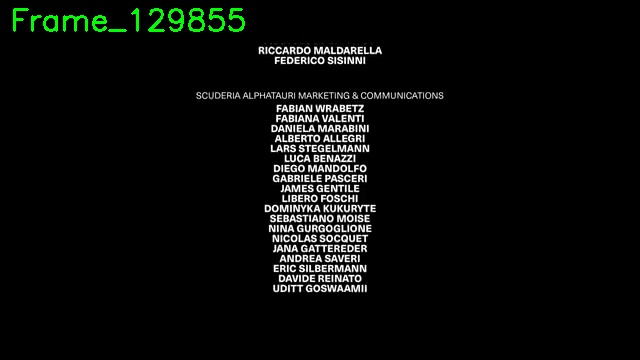 Frame_129855
RICCARDO MALDARELLA
FEDERICO SISINNI
SCUDERIA ALPHATAURI MARKETING & COMMUNICATIONS
FABIAN WRABETZ
FABIANA VALENTI
DANIELA MARABINI
ALBERTO ALLEGRI
LARS STEGELMANN
LUCA BENAZZI
DIEGO MANDOLFO
GABRIELE PASCERI
JAMES GENTILE
LIBERO FOSCHI
DOMINYKA KUKURYTE
SEBASTIANO MOISE
NINA GURGOGLIONE
NICOLAS SOCQUET
JANA GATTEREDER
ANDREA SAVERI
ERIC SILBERMANN
DAVIDE REINATO
UDITT GOSWAAMII